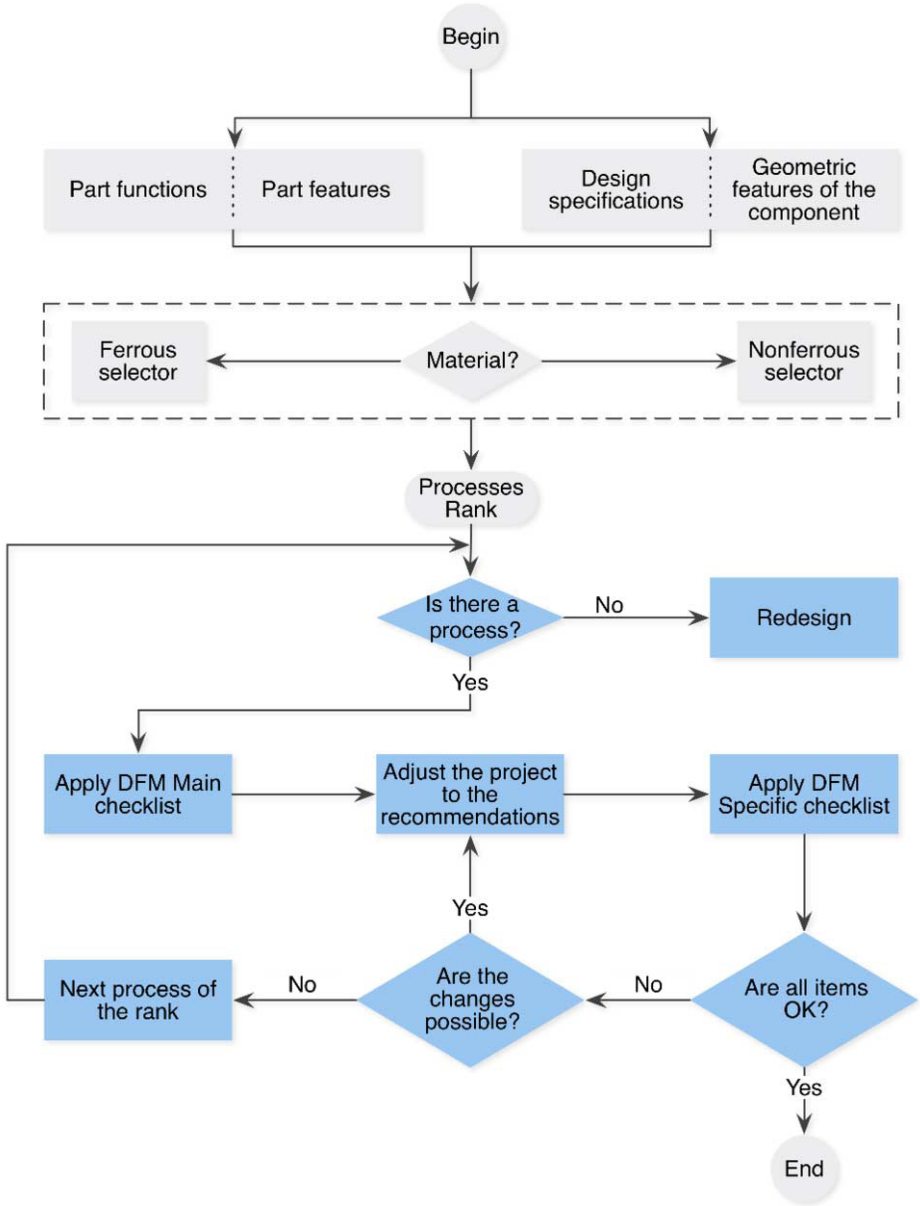 Begin
Part functions
Part features
Design
specifications
Geometric
features of the
component
Ferrous
selector
Material?
Nonferrous
selector
Processes
Rank
Is there a
process?
No
Redesign
Yes
Apply DFM Main
checklist
Adjust the project
to the
recommendations
Apply DFM
Specific checklist
Yes
Next process of
the rank
No
Are the
changes
possible?
No
Are all items
OK?
Yes
End